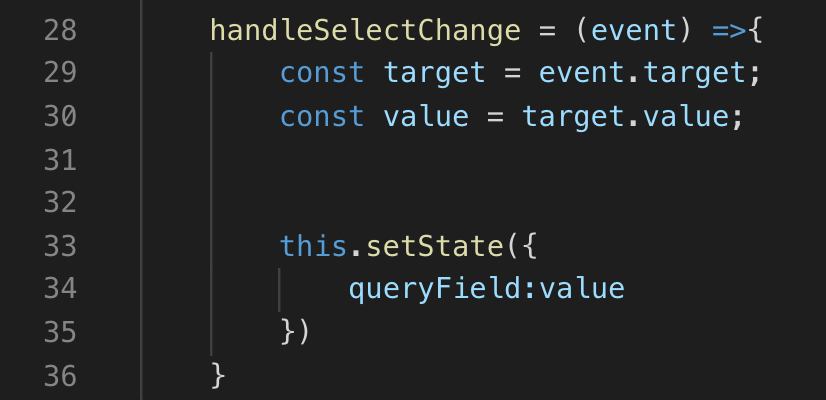 28 handleSelectChange = (event) =>{
29 const target = event.target;
30 const value = target.value;
31
32
33 this.setState({
34 queryField:value
35 })
36 }